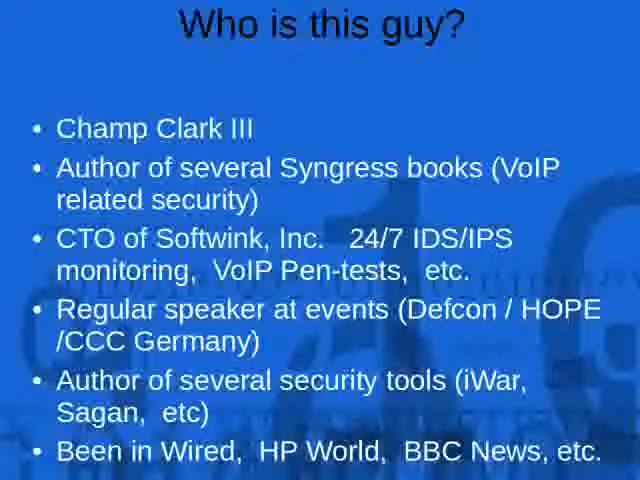 Who is this guy?
• Champ Clark III
• Author of several Syngress books (VoIP
related security)
• CTO of Softwink, Inc. 24/7 IDS/IPS
monitoring, VoIP Pen-tests, etc.
• Regular speaker at events (Defcon / HOPE
/CCC Germany)
• Author of several security tools (iWar,
Sagan, etc)
• Been in Wired, HP World, BBC News, etc.